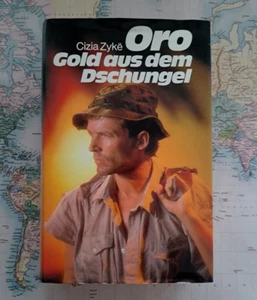 Cizia Zykë Oro
Gold aus dem
Dschungel